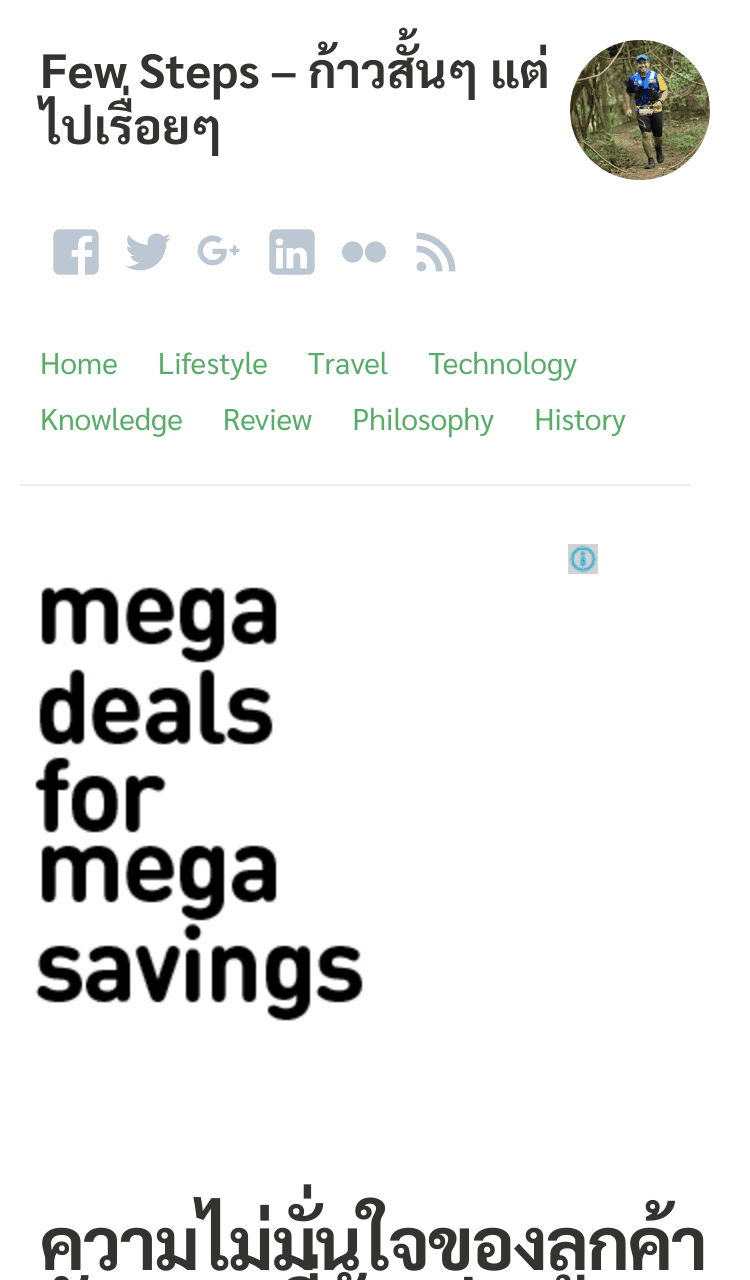 Few Steps – ก้าวสั้นๆ แต่
ไปเรื่อยๆ
Home Lifestyle Travel Technology
Knowledge Review Philosophy History
mega
deals
for
mega
savings
ความไม่มั่นใจของลูกค้า